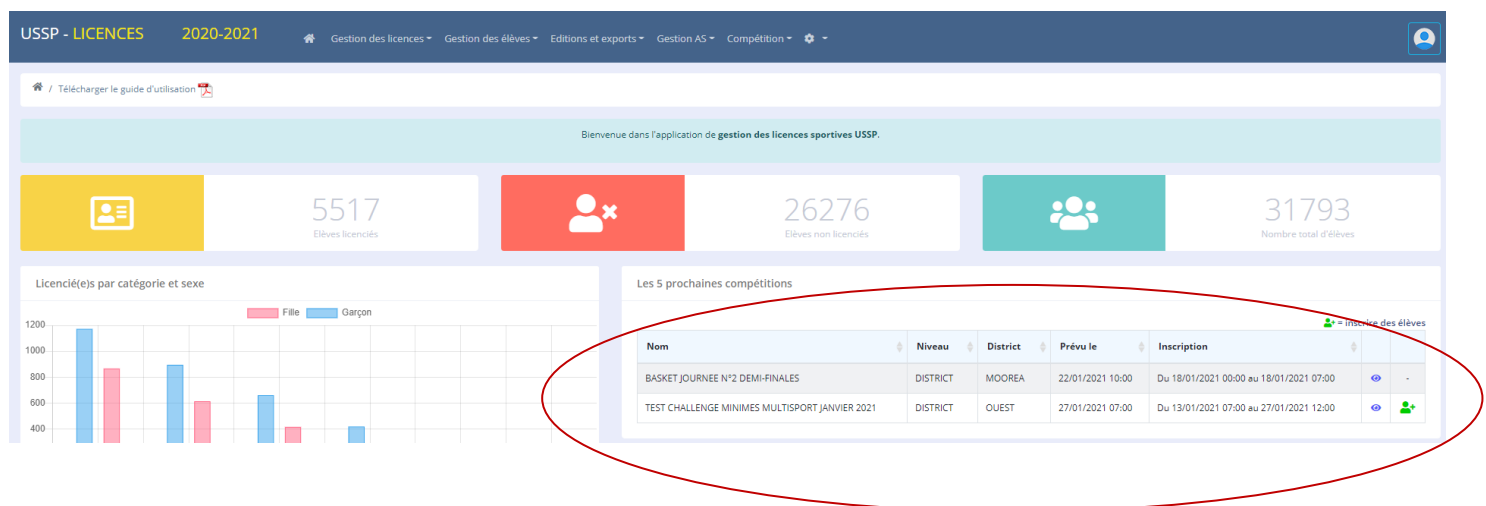 USSP - LICENCES 2020-2021 Gestion des licences Gestion des élèves Editions et exports Gestion AS Compétition
/ Télécharger le guide d'utilisation
Bienvenue dans l'application de gestion des licences sportives USSP.
5517
Elèves licenciés
26276
Elèves non licenciés
31793
Nombre total d'élèves
Licencié(e)s par catégorie et sexe
Fille Garçon
1200
1000
800
600
400
Les 5 prochaines compétitions
= inscrire des élèves
Nom Niveau District Prévu le Inscription
BASKET JOURNEE N°2 DEMI-FINALES DISTRICT MOOREA 22/01/2021 10:00 Du 18/01/2021 00:00 au 18/01/2021 07:00 -
TEST CHALLENGE MINIMES MULTISPORT JANVIER 2021 DISTRICT OUEST 27/01/2021 07:00 Du 13/01/2021 07:00 au 27/01/2021 12:00